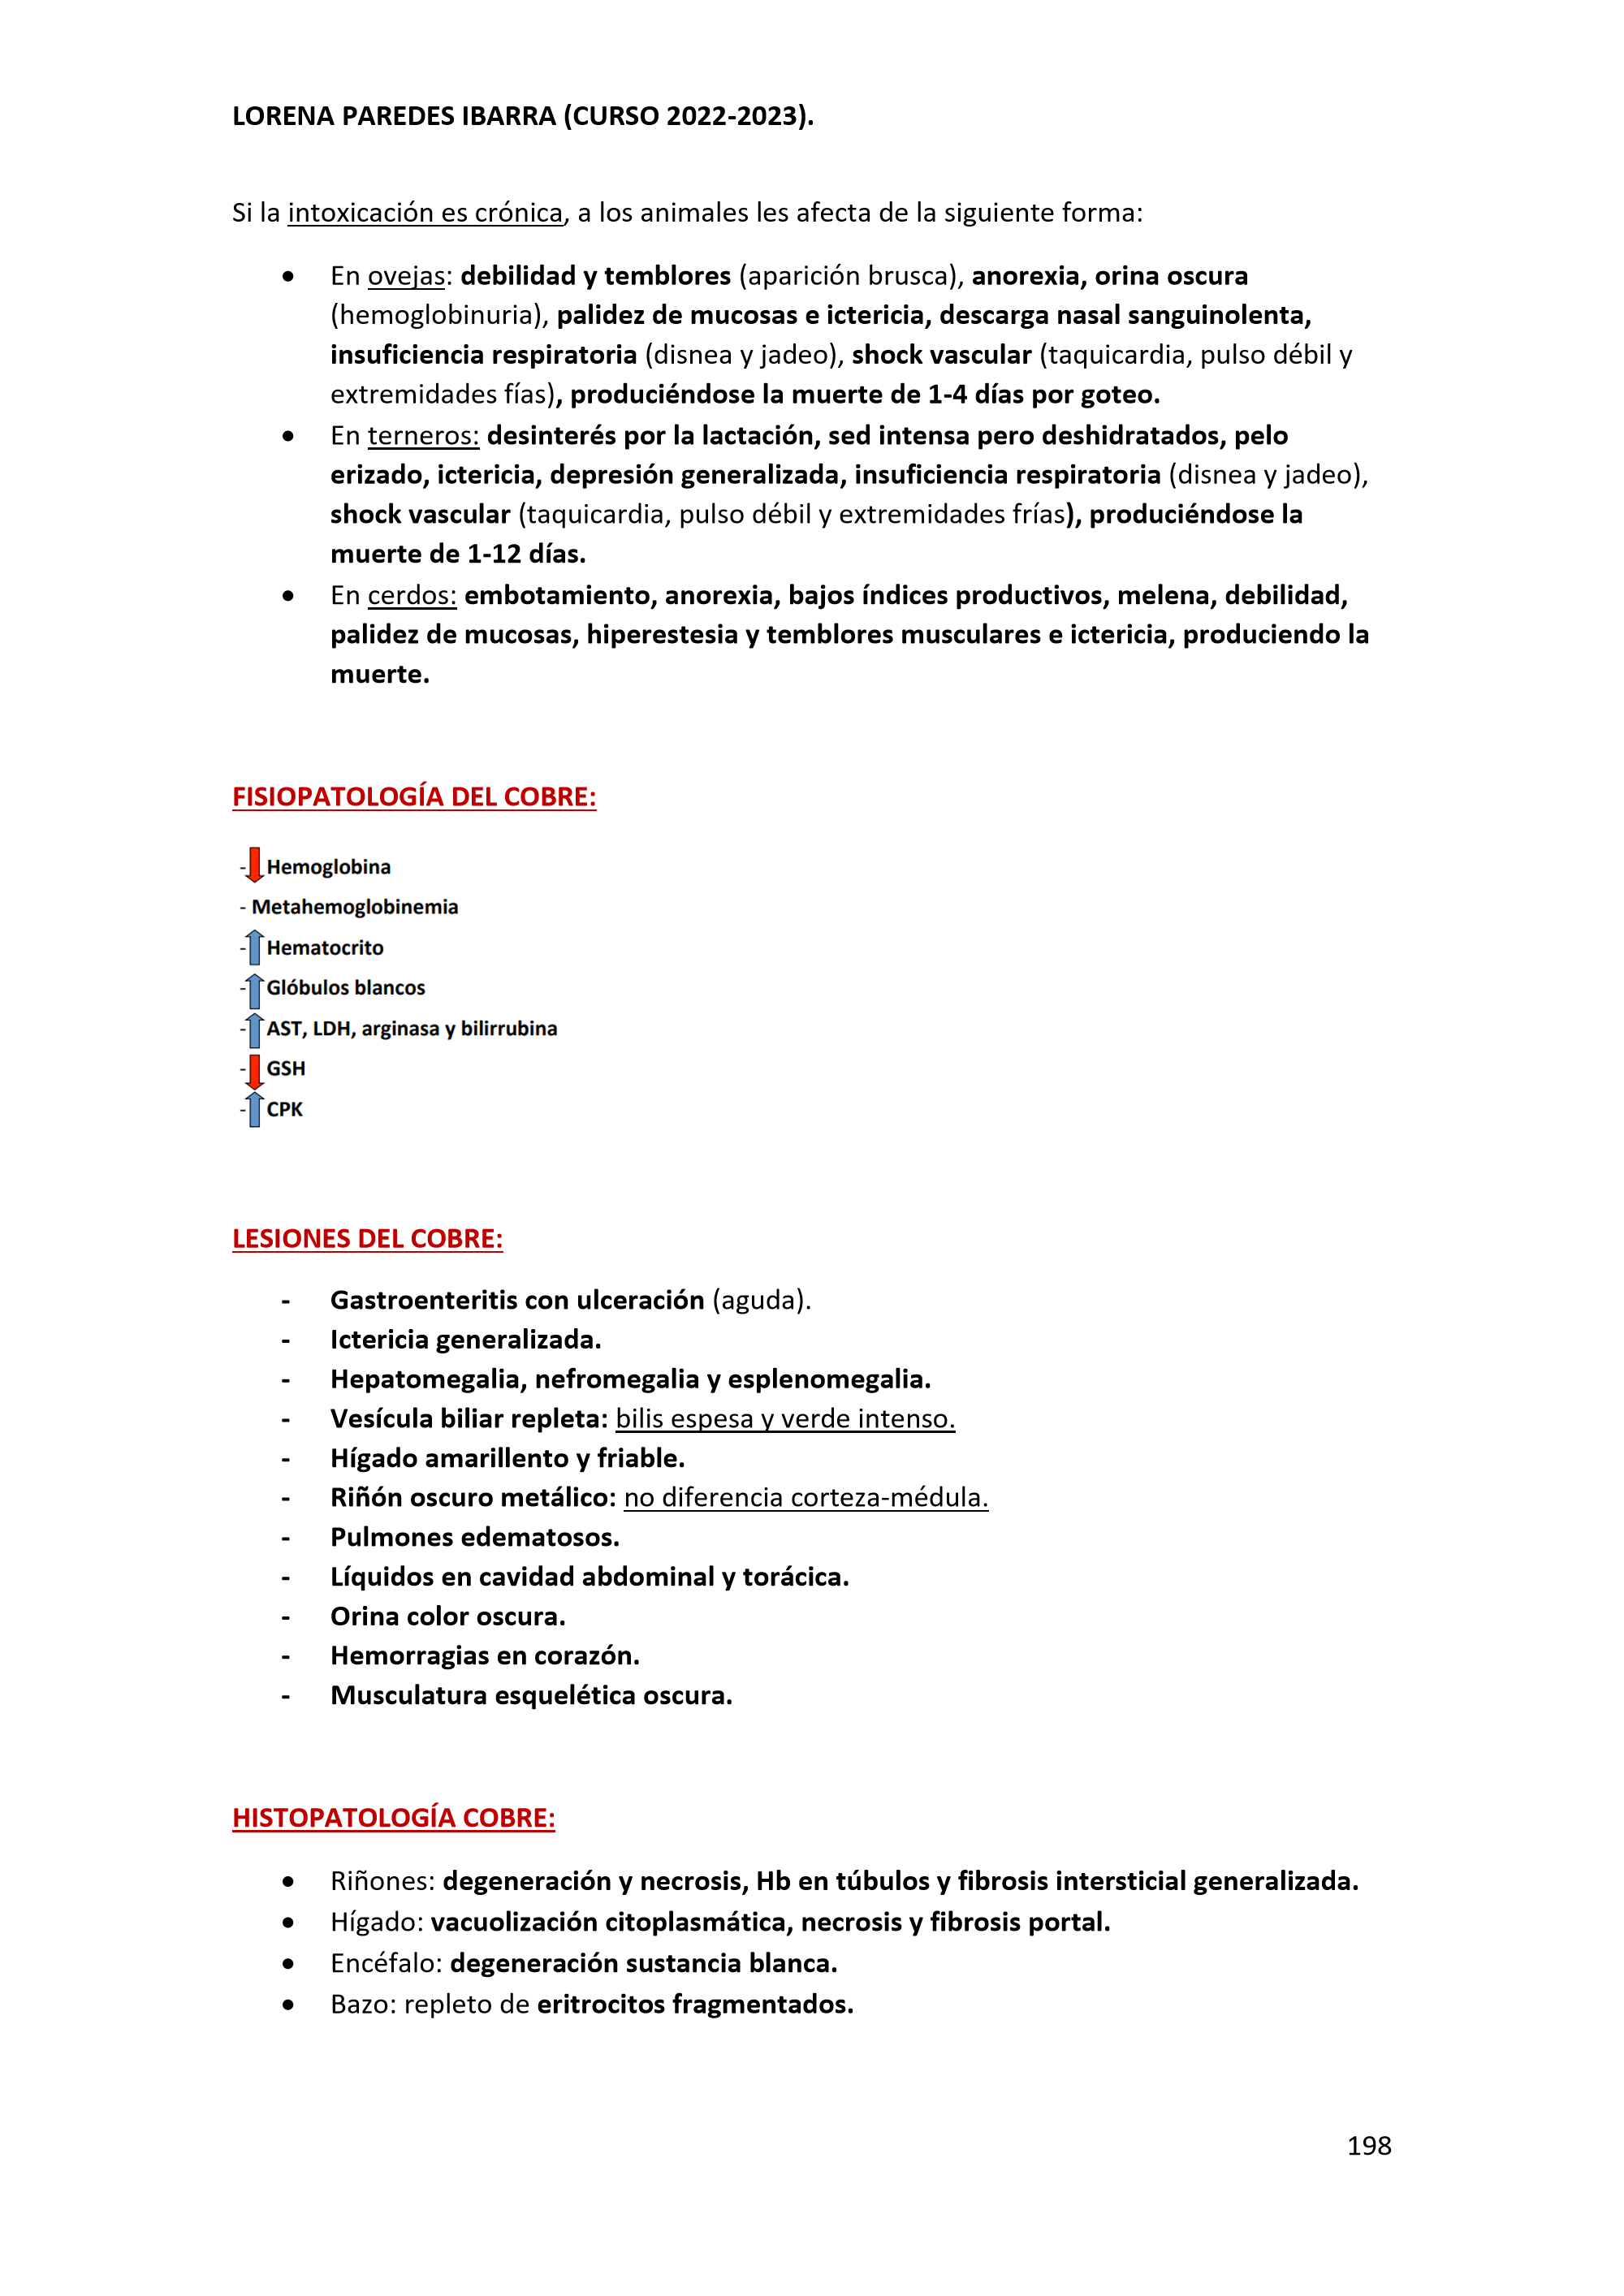 LORENA PAREDES IBARRA (CURSO 2022-2023).
Si la intoxicación es crónica, a los animales les afecta de la siguiente forma:
• En ovejas: debilidad y temblores (aparición brusca), anorexia, orina oscura
(hemoglobinuria), palidez de mucosas e ictericia, descarga nasal sanguinolenta,
insuficiencia respiratoria (disnea y jadeo), shock vascular (taquicardia, pulso débil y
extremidades fías), produciéndose la muerte de 1-4 días por goteo.
• En terneros: desinterés por la lactación, sed intensa pero deshidratados, pelo
erizado, ictericia, depresión generalizada, insuficiencia respiratoria (disnea y jadeo),
shock vascular (taquicardia, pulso débil y extremidades frías), produciéndose la
muerte de 1-12 días.
• En cerdos: embotamiento, anorexia, bajos índices productivos, melena, debilidad,
palidez de mucosas, hiperestesia y temblores musculares e ictericia, produciendo la
muerte.
FISIOPATOLOGÍA DEL COBRE:
- Hemoglobina
- Metahemoglobinemia
- Hematocrito
- Glóbulos blancos
- AST, LDH, arginasa y bilirrubina
- GSH
- CPK
LESIONES DEL COBRE:
- Gastroenteritis con ulceración (aguda).
- Ictericia generalizada.
- Hepatomegalia, nefromegalia y esplenomegalia.
- Vesícula biliar repleta: bilis espesa y verde intenso.
- Hígado amarillento y friable.
- Riñón oscuro metálico: no diferencia corteza-médula.
- Pulmones edematosos.
- Líquidos en cavidad abdominal y torácica.
- Orina color oscura.
- Hemorragias en corazón.
- Musculatura esquelética oscura.
HISTOPATOLOGÍA COBRE:
• Riñones: degeneración y necrosis, Hb en túbulos y fibrosis intersticial generalizada.
• Hígado: vacuolización citoplasmática, necrosis y fibrosis portal.
• Encéfalo: degeneración sustancia blanca.
• Bazo: repleto de eritrocitos fragmentados.
198